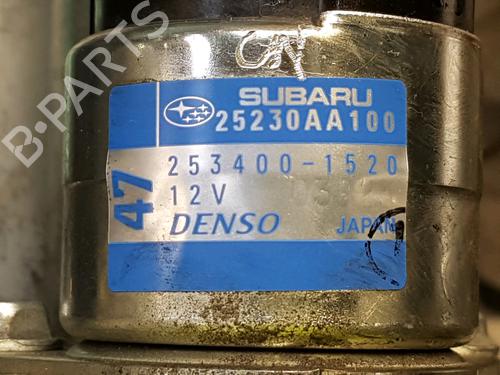 B-PARTS
SUBARU
25230AA100
253400-1520
12V
47
DENSO
JAPAN